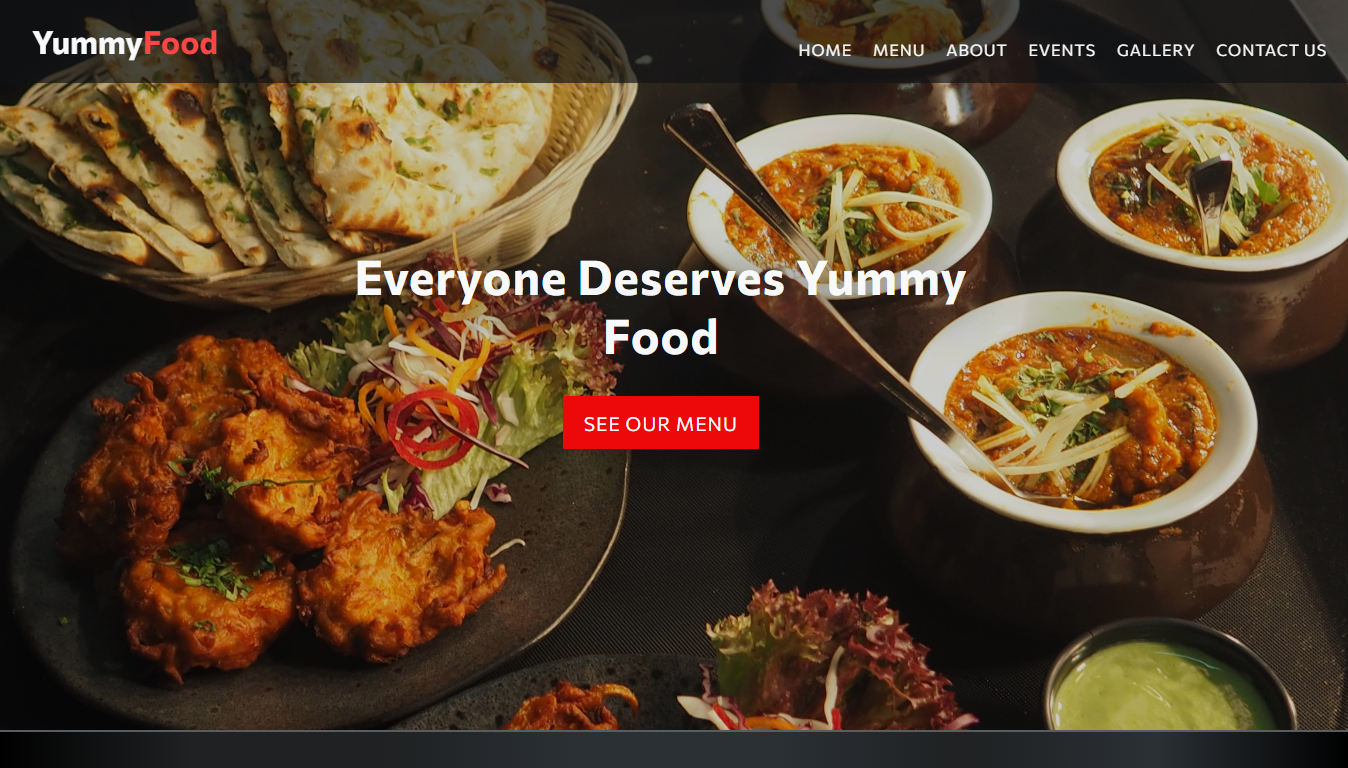 YummyFood
HOME MENU ABOUT EVENTS GALLERY CONTACT US
Everyone Deserves Yummy
Food
SEE OUR MENU